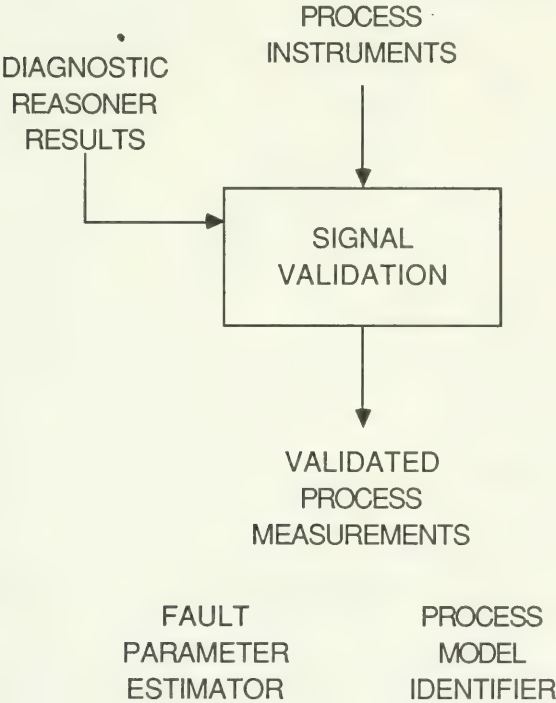 PROCESS
INSTRUMENTS
DIAGNOSTIC
REASONER
RESULTS
SIGNAL
VALIDATION
VALIDATED
PROCESS
MEASUREMENTS
FAULT
PARAMETER
ESTIMATOR
PROCESS
MODEL
IDENTIFIER